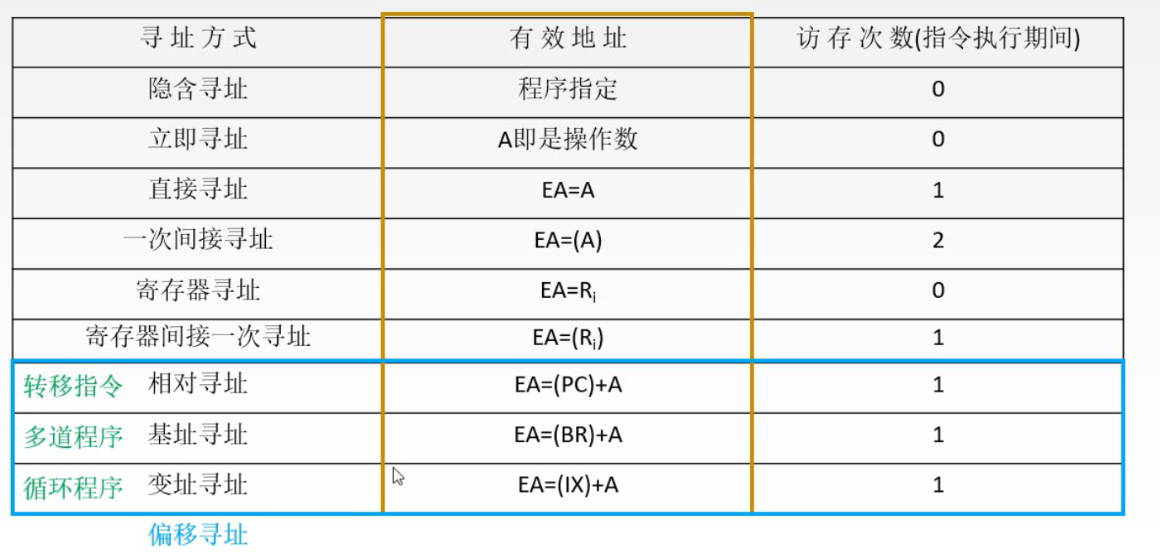 寻址方式 有效地址 访存次数(指令执行期间)
隐含寻址 程序指定 0
立即寻址 A即是操作数 0
直接寻址 EA=A 1
一次间接寻址 EA=(A) 2
寄存器寻址 EA=Rᵢ 0
寄存器间接一次寻址 EA=(Rᵢ) 1
转移指令 相对寻址 EA=(PC)+A 1
多道程序 基址寻址 EA=(BR)+A 1
循环程序 变址寻址 EA=(IX)+A 1
偏移寻址